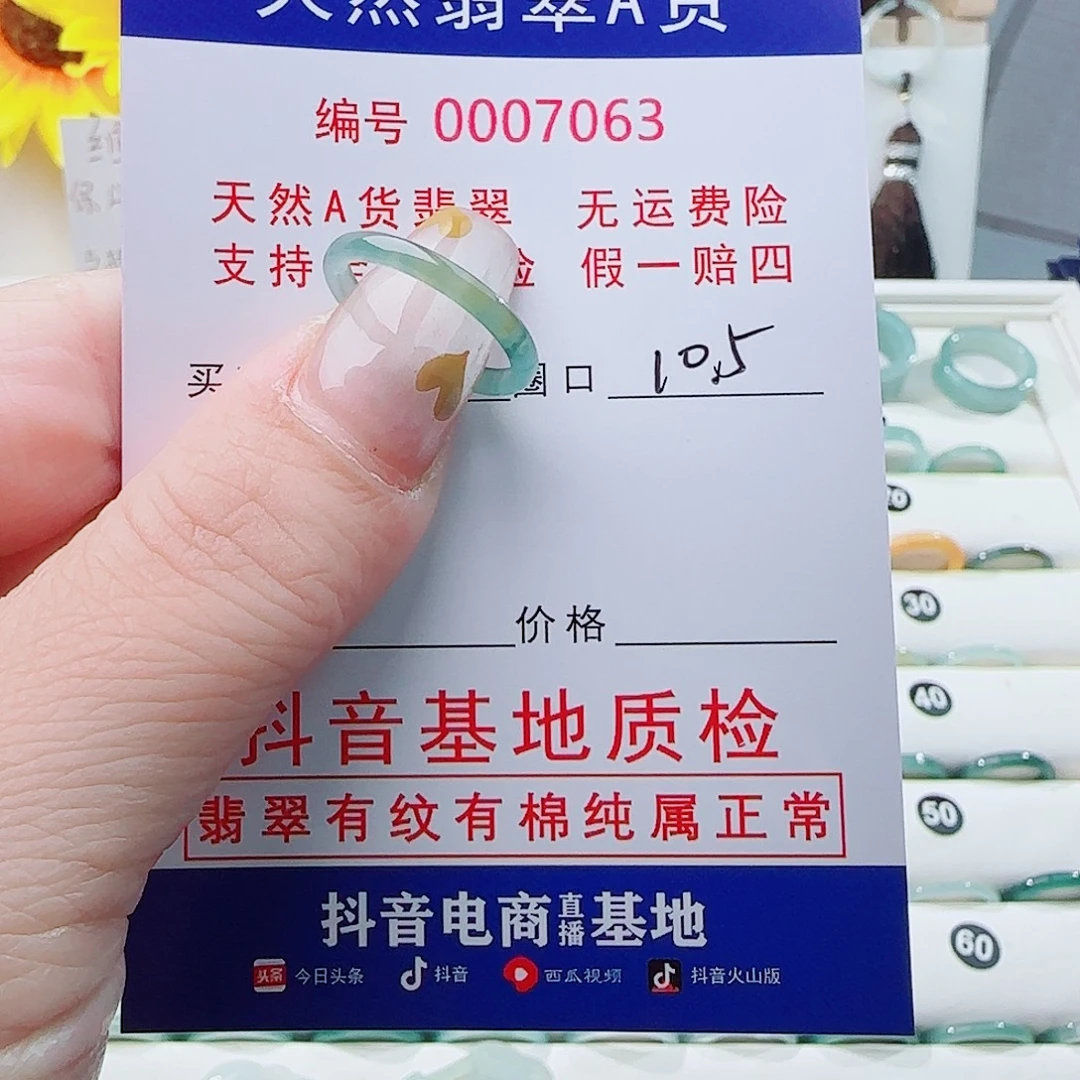 天然翡翠A货
编号 0007063
天然A货翡翠 无运费险
支持 验 假一赔四
买 圈口 10.5
价格
抖音基地质检
翡翠有纹有棉纯属正常
抖音电商直播基地
头条 今日头条 抖音 西瓜视频 抖音火山版
20
30
40
50
60